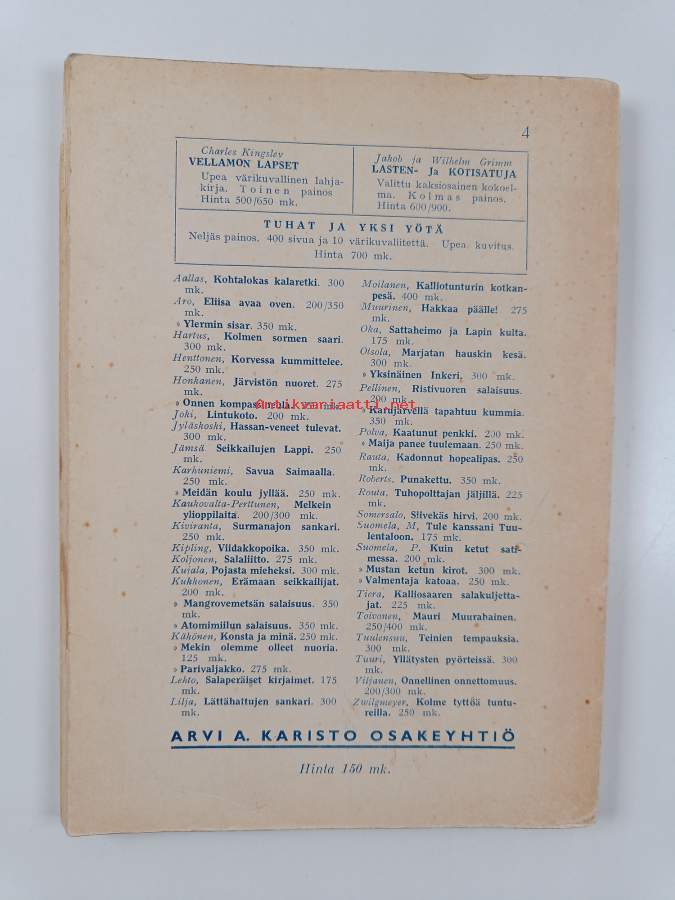 4
Charles Kingsley
VELLAMON LAPSET
Upea värikuvallinen lahja-
kirja. Toinen painos
Hinta 500/650 mk.
Jakob ja Wilhelm Grimm
LASTEN- Ja KOTISATUJA
Valittu kaksiosainen kokoel-
ma. Kolmas painos.
Hinta 600/900.
TUHAT JA YKSI YÖTÄ
Neljäs painos. 400 sivua ja 10 värikuvaliitettä. Upea kuvitus.
Hinta 700 mk.
Aallas, Kohtalokas kalaretki. 300
mk.
Aro, Eliisa avaa oven. 200/350
mk.
» Ylermin sisar. 350 mk.
Hartus, Kolmen sormen saari.
300 mk.
Henttonen, Korvessa kummittelee.
250 mk.
Honkanen, Järvistön nuoret. 275
mk.
» Onnen kompassineula. mk.
Joki, Lintukoto. 200 mk.
Jyläskoski, Hassan-veneet tulevat.
300 mk.
Jämsä Seikkailujen Lappi. 250
mk.
Karhuniemi, Savua Saimaalla.
250 mk.
» Meidän koulu jyllää. 250 mk.
Kauhovalta-Perttunen, Melkein
ylioppilaita. 200/300 mk.
Kiviranta, Surmanajon sankari.
250 mk.
Kipling, Viidakkopoika. 350 mk.
Koljonen, Salaliitto. 275 mk.
Kujala, Pojasta mieheksi. 300 mk.
Kukkonen, Erämaan seikkailijat.
200 mk.
» Mangrovemetsän salaisuus. 350
mk.
» Atomimiilun salaisuus. 350 mk.
Kähönen, Konsta ja minä. 250 mk.
» Mekin olemme olleet nuoria.
125 mk.
» Parivaljakko. 275 mk.
Lehto, Salaperäiset kirjaimet. 175
mk.
Lilja, Lättähattujen sankari. 300
mk.
Moilanen, Kalliotunturin kotkan-
pesä. 400 mk.
Muurinen, Hakkaa päälle! 275
mk.
Oka, Sattaheimo ja Lapin kulta.
175 mk.
Otsola, Marjatan hauskin kesä.
300 mk.
» Yksinäinen Inkeri, 300 mk.
Pellinen, Ristivuoren salaisuus.
200 mk.
» Karujärvellä tapahtuu kummia.
350 mk.
Polva, Kaatunut penkki. 200 mk.
» Maija panee tuulemaan. 250 mk.
Rauta, Kadonnut hopealipas. 250
mk.
Roberts, Punakettu. 350 mk.
Routa, Tuhopolttajan jäljillä. 225
mk.
Somersalo, Siivekäs hirvi. 200 mk.
Suomela, M, Tule kanssani Tuu-
lentaloon. 175 mk.
Suomela, P. Kuin ketut sati-
messa. 200 mk.
» Mustan ketun kirot. 300 mk.
» Valmentaja katoaa. 250 mk.
Tiera, Kalliosaaren salakuljetta-
jat. 225 mk.
Toivonen, Mauri Muurahainen.
250/400 mk.
Tuulensuu, Teinien tempauksia.
300 mk.
Tuuri, Yllätysten pyörteissä. 300
mk.
Viljanen, Onnellinen onnettomuus.
200/300 mk.
Zwilgmeyer, Kolme tyttöä tuntu-
reilla. 250 mk.
Antikvariaatti.net
ARVI A. KARISTO OSAKEYHTIÖ
Hinta 150 mk.